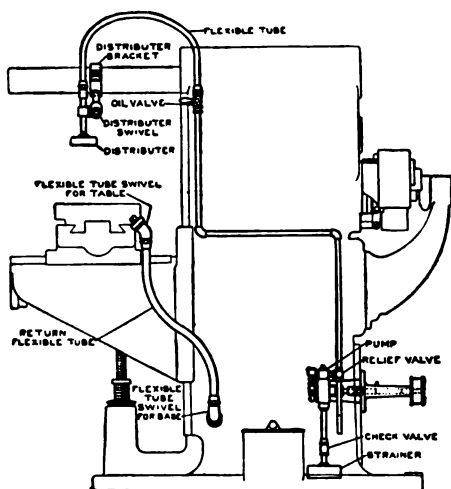 FLEXIBLE TUBE
DISTRIBUTER
BRACKET
OIL VALVE
DISTRIBUTER
SWIVEL
DISTRIBUTER
FLEXIBLE TUBE SWIVEL
FOR TABLE
RETURN
FLEXIBLE TUBE
FLEXIBLE
TUBE
SWIVEL
FOR BASE
PUMP
RELIEF VALVE
CHECK VALVE
STRAINER